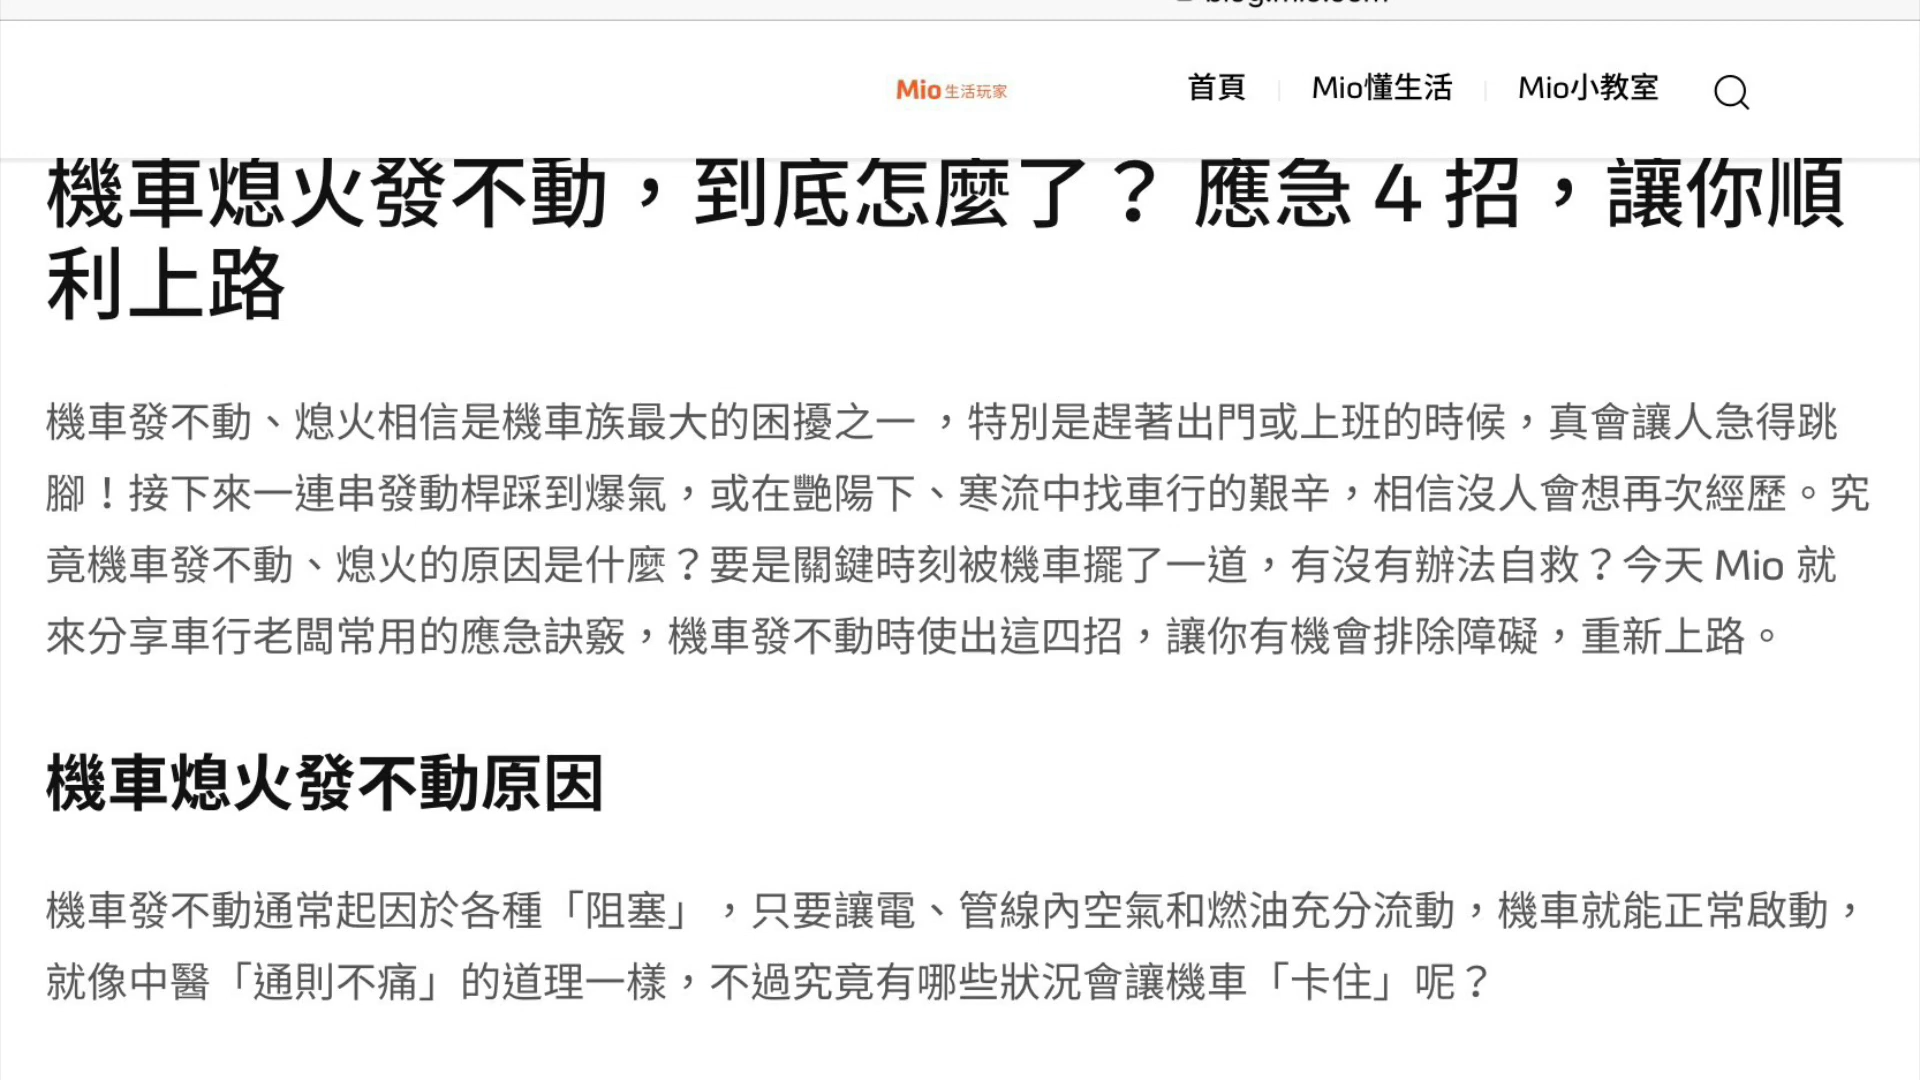 Mio 生活玩家
首頁
Mio懂生活
Mio小教室
機車熄火發不動，到底怎麼了？ 應急 4 招，讓你順
利上路
機車發不動、熄火相信是機車族最大的困擾之一 ，特別是趕著出門或上班的時候，真會讓人急得跳
腳！接下來一連串發動桿踩到爆氣，或在艷陽下、寒流中找車行的艱辛，相信沒人會想再次經歷。究
竟機車發不動、熄火的原因是什麼？要是關鍵時刻被機車擺了一道，有沒有辦法自救？今天 Mio 就
來分享車行老闆常用的應急訣竅，機車發不動時使出這四招，讓你有機會排除障礙，重新上路。
機車熄火發不動原因
機車發不動通常起因於各種「阻塞」，只要讓電、管線內空氣和燃油充分流動，機車就能正常啟動，
就像中醫「通則不痛」的道理一樣，不過究竟有哪些狀況會讓機車「卡住」呢？